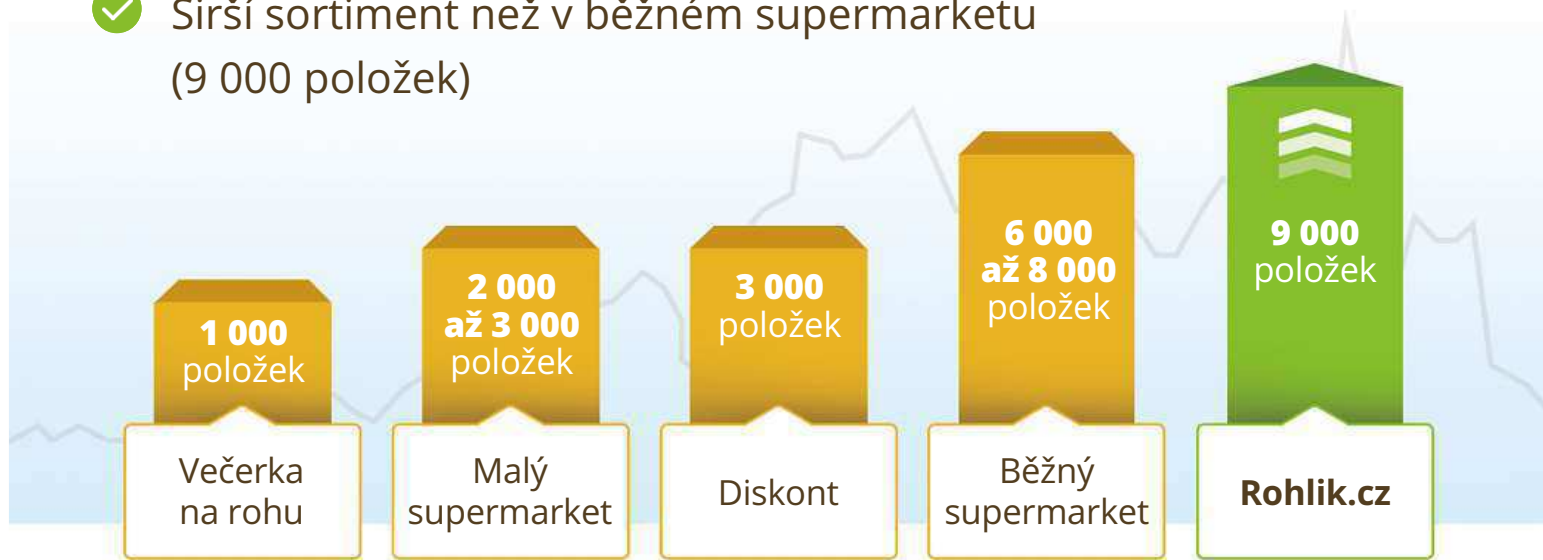 Širší sortiment než v běžném supermarketu
(9 000 položek)
1 000
položek
2 000
až 3 000
položek
3 000
položek
6 000
až 8 000
položek
9 000
položek
Večerka
na rohu
Malý
supermarket
Diskont
Běžný
supermarket
Rohlik.cz